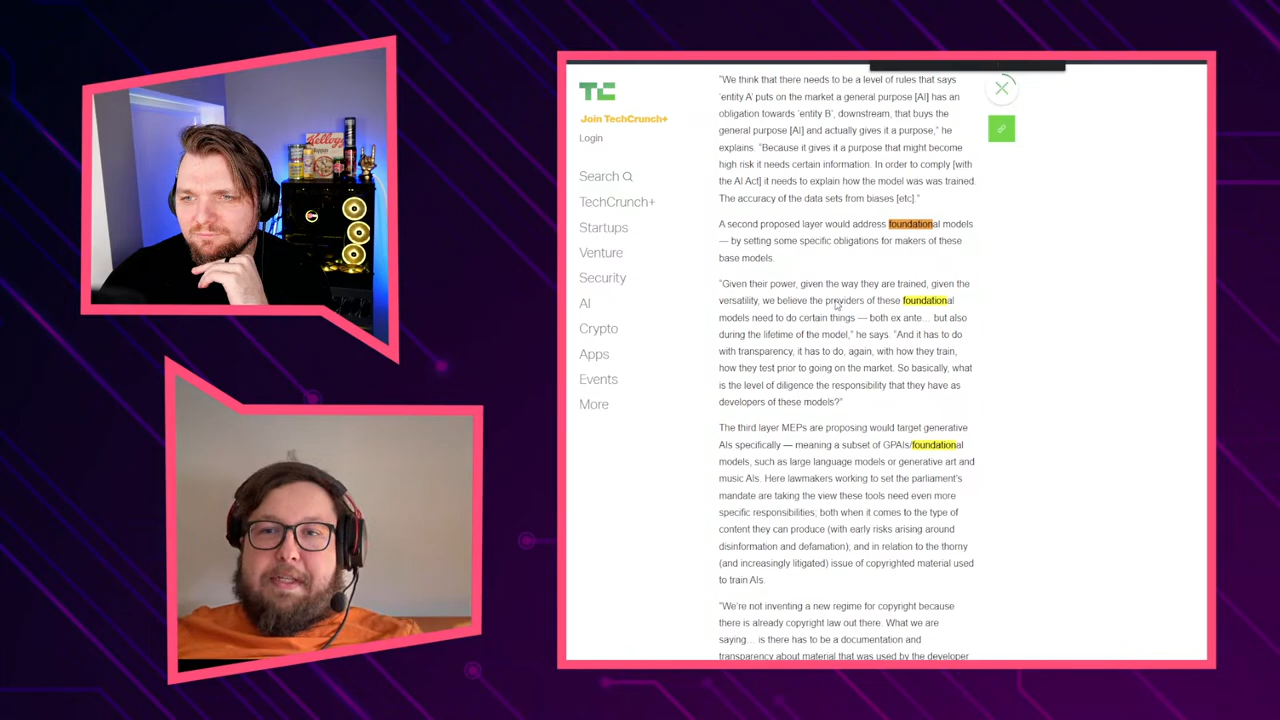 Kellogg's
TC
Join TechCrunch+
Login
Search
TechCrunch+
Startups
Venture
Security
AI
Crypto
Apps
Events
More
"We think that there needs to be a level of rules that says
'entity A' puts on the market a general purpose [AI] has an
obligation towards 'entity B', downstream, that buys the
general purpose [AI] and actually gives it a purpose," he
explains. "Because it gives it a purpose that might become
high risk it needs certain information. In order to comply [with
the AI Act] it needs to explain how the model was was trained.
The accuracy of the data sets from biases [etc]."
A second proposed layer would address foundational models
— by setting some specific obligations for makers of these
base models.
"Given their power, given the way they are trained, given the
versatility, we believe the providers of these foundational
models need to do certain things — both ex ante… but also
during the lifetime of the model," he says. "And it has to do
with transparency, it has to do, again, with how they train,
how they test prior to going on the market. So basically, what
is the level of diligence the responsibility that they have as
developers of these models?"
The third layer MEPs are proposing would target generative
AIs specifically — meaning a subset of GPAIs/foundational
models, such as large language models or generative art and
music AIs. Here lawmakers working to set the parliament's
mandate are taking the view these tools need even more
specific responsibilities; both when it comes to the type of
content they can produce (with early risks arising around
disinformation and defamation); and in relation to the thorny
(and increasingly litigated) issue of copyrighted material used
to train AIs.
"We're not inventing a new regime for copyright because
there is already copyright law out there. What we are
saying… is there has to be a documentation and
transparency about material that was used by the developer